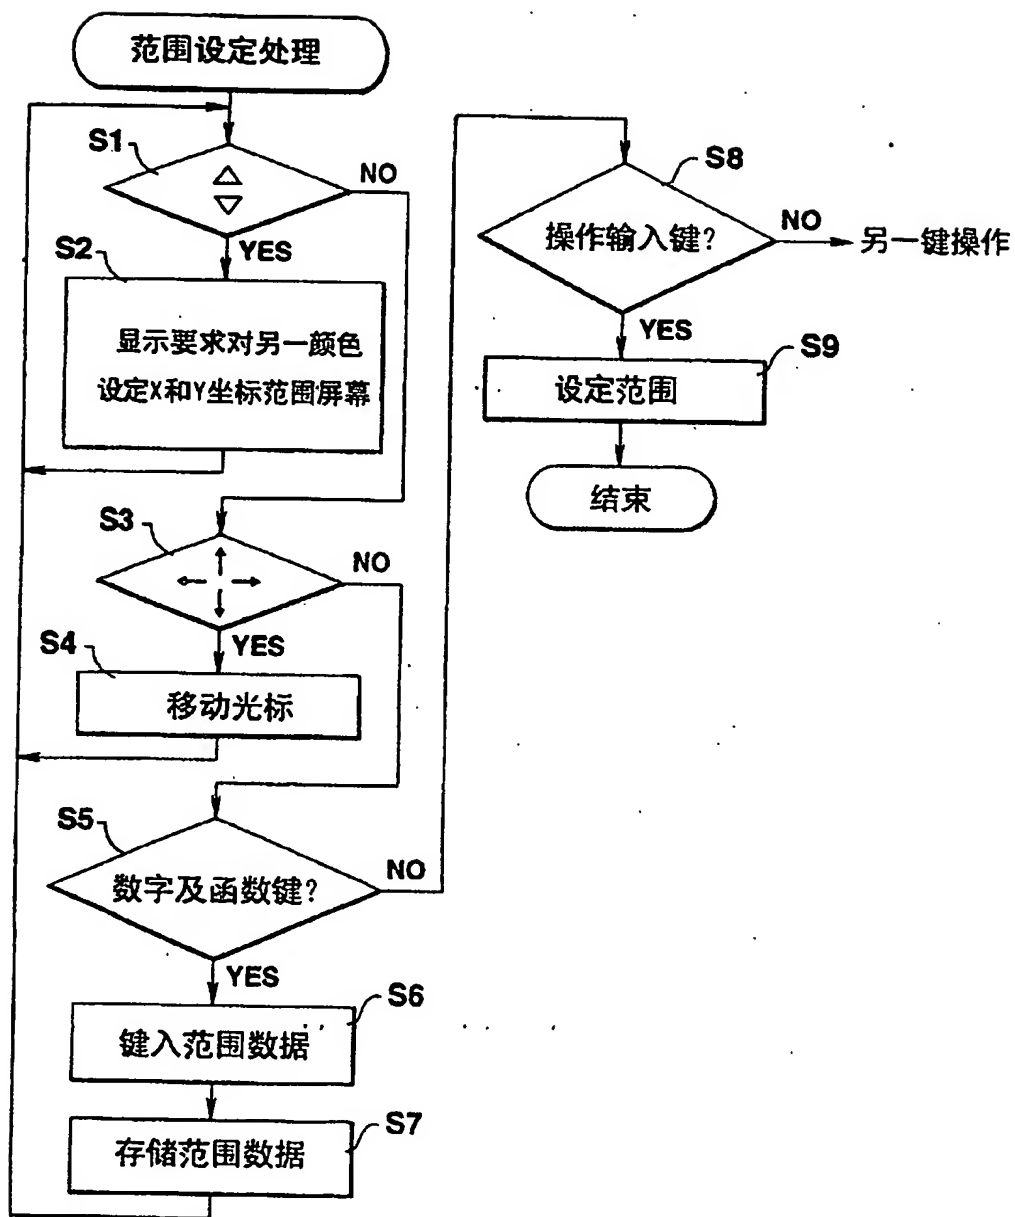 范围设定处理
S1
NO
YES
S2
显示要求对另一颜色
设定X和Y坐标范围屏幕
S3
NO
YES
S4
移动光标
S5
数字及函数键?
NO
YES
S6
键入范围数据
S7
存储范围数据
S8
操作输入键?
NO
另一键操作
YES
S9
设定范围
结束